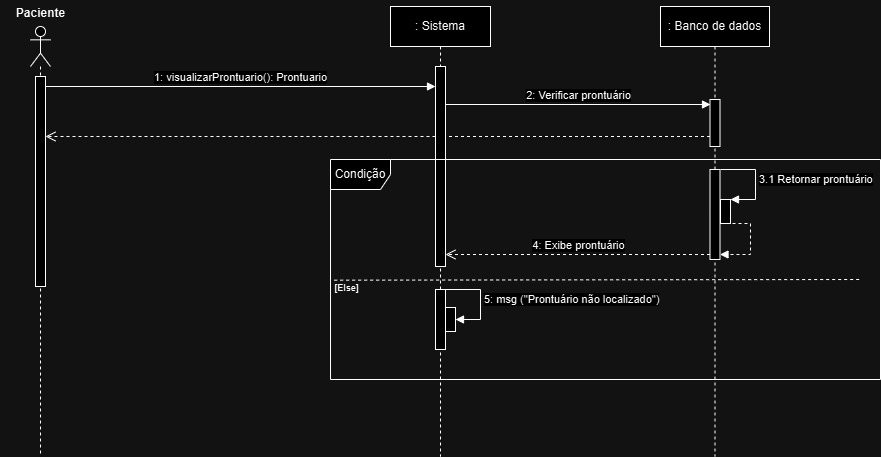 Paciente
: Sistema
: Banco de dados
1: visualizarProntuario(): Prontuario
2: Verificar prontuário
Condição
3.1 Retornar prontuário
4: Exibe prontuário
[Else]
5: msg ("Prontuário não localizado")